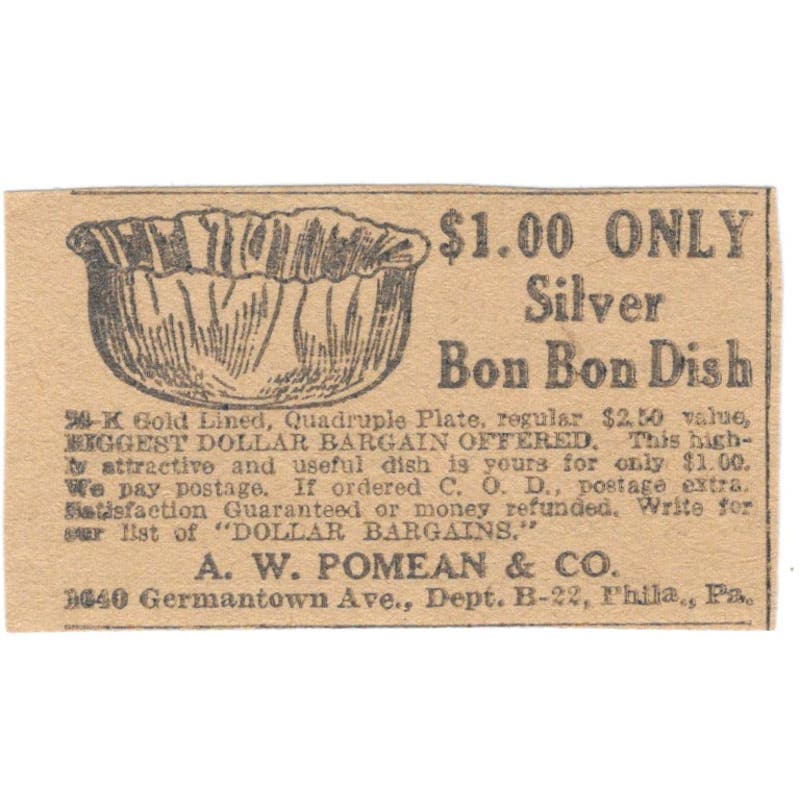 $1.00 ONLY
Silver
Bon Bon Dish
K Gold Lined, Quadruple Plate, regular $2.50 value,
BIGGEST DOLLAR BARGAIN OFFERED. This high-
ly attractive and useful dish is yours for only $1.00.
We pay postage. If ordered C. O. D., postage extra.
Satisfaction Guaranteed or money refunded. Write for
our list of "DOLLAR BARGAINS."
A. W. POMEAN & CO.
Germantown Ave., Dept. B-22, Phila., Pa.